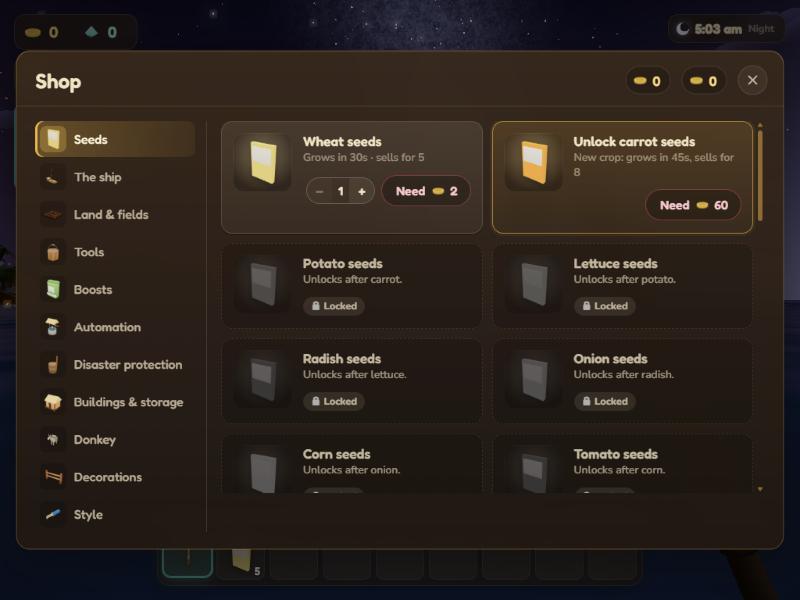 0 0
5:03 am Night
Shop
0 0
Seeds
The ship
Land & fields
Tools
Boosts
Automation
Disaster protection
Buildings & storage
Donkey
Decorations
Style
Wheat seeds
Grows in 30s · sells for 5
− 1 +
Need 2
Unlock carrot seeds
New crop: grows in 45s, sells for
8
Need 60
Potato seeds
Unlocks after carrot.
Locked
Lettuce seeds
Unlocks after potato.
Locked
Radish seeds
Unlocks after lettuce.
Locked
Onion seeds
Unlocks after radish.
Locked
Corn seeds
Unlocks after onion.
Tomato seeds
Unlocks after corn.
5